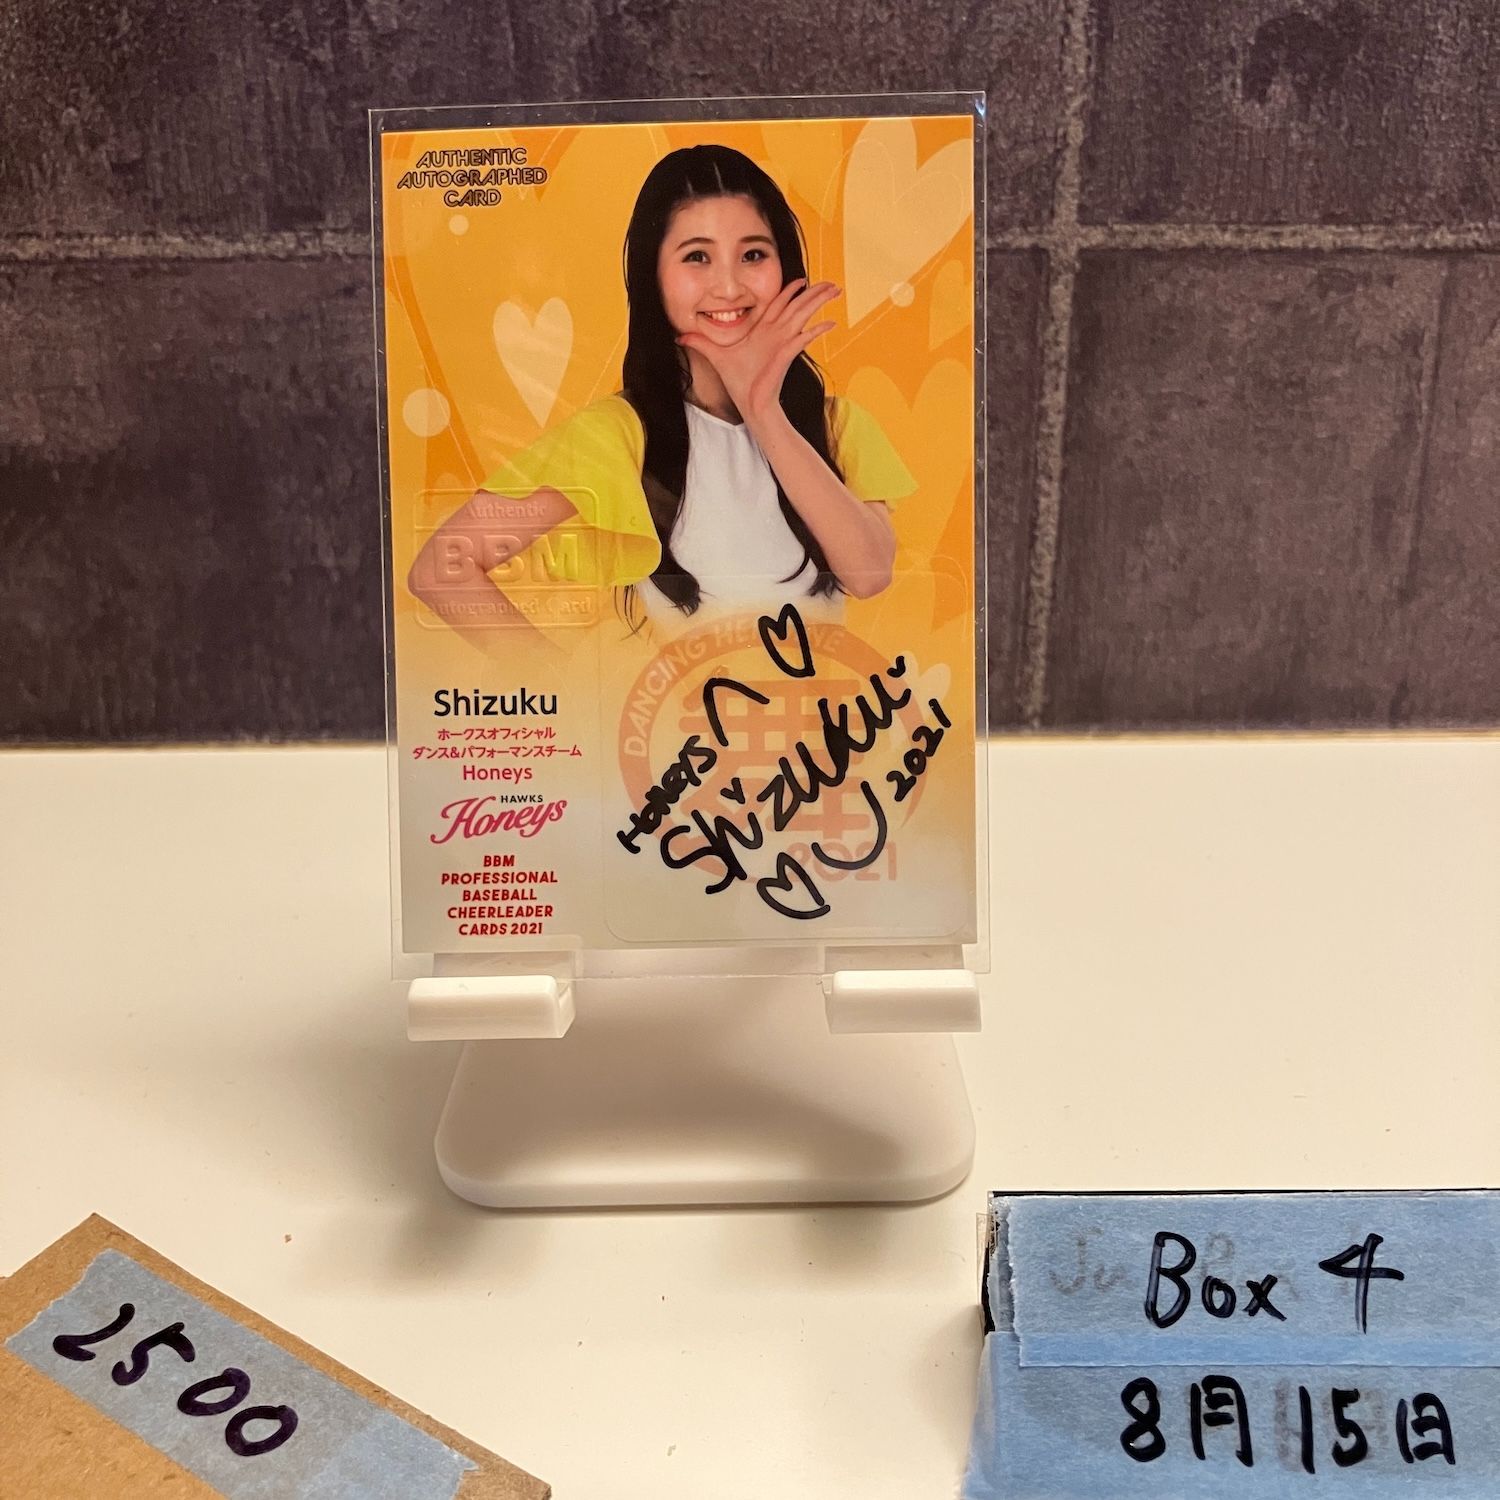 AUTHENTIC
AUTOGRAPHED
CARD
Authentic
BBM
Autographed Card
Shizuku
ホークスオフィシャル
ダンス&パフォーマンスチーム
Honeys
HAWKS
Honeys
BBM
PROFESSIONAL
BASEBALL
CHEERLEADER
CARDS 2021
DANCING HEROINE
舞
2021
Honeys
Shizuku
2021
2500
Box 4
8月15日